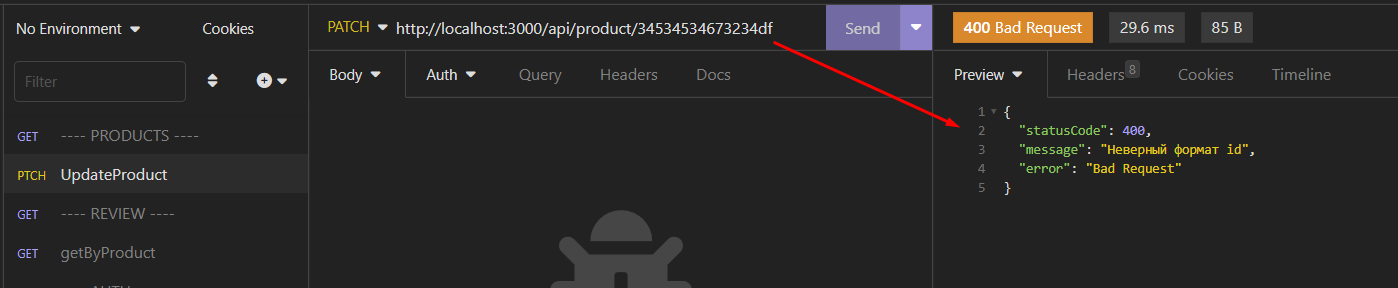 No Environment
Cookies
Filter
GET ---- PRODUCTS ----
PTCH UpdateProduct
GET ---- REVIEW ----
GET getByProduct
PATCH http://localhost:3000/api/product/34534534673234df
Send
Body
Auth
Query
Headers
Docs
400 Bad Request
29.6 ms
85 B
Preview
Headers 8
Cookies
Timeline
1 {
2 "statusCode": 400,
3 "message": "Неверный формат id",
4 "error": "Bad Request"
5 }